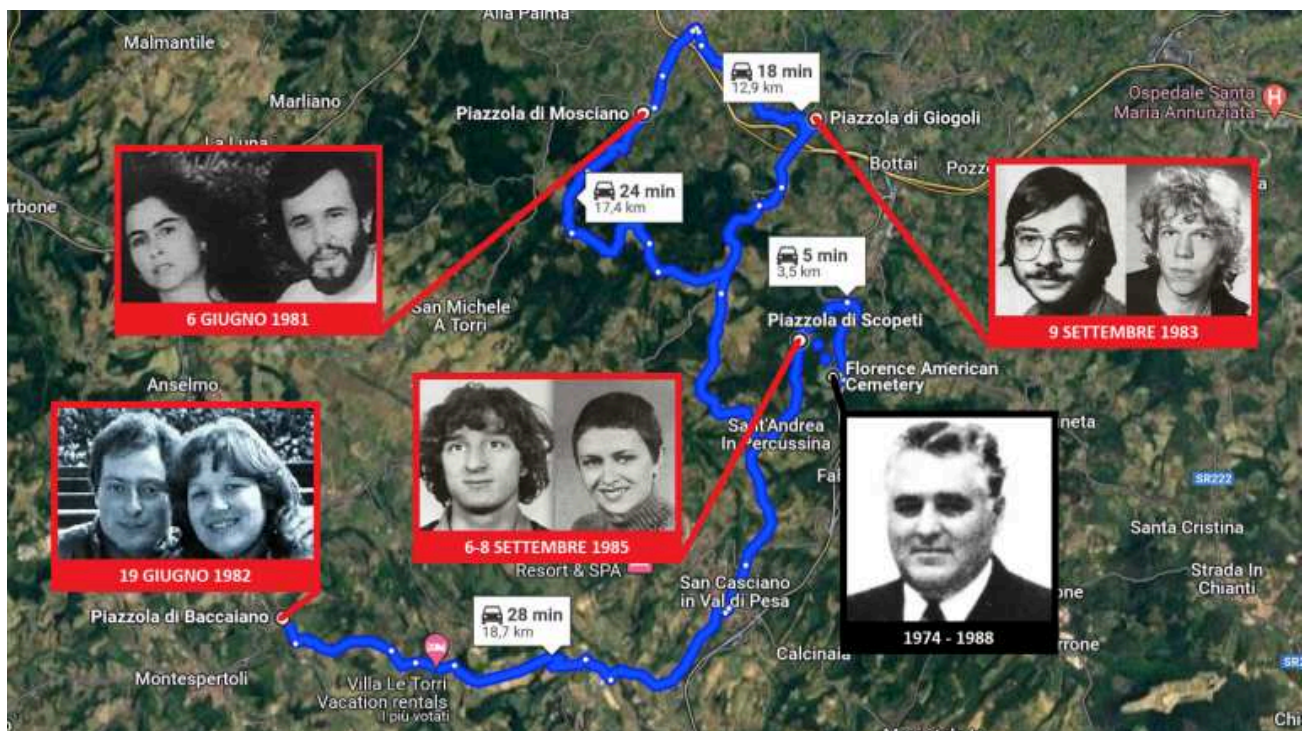 Alla Palma
Malmantile
Marliano
18 min
12,9 km
Piazzola di Mosciano
Piazzola di Giogoli
Ospedale Santa
Maria Annunziata
H
La Luna
Bottai
24 min
17,4 km
5 min
3,5 km
6 GIUGNO 1981
San Michele
A Torri
Piazzola di Scopeti
9 SETTEMBRE 1983
Anselmo
Florence American
Cemetery
Sant'Andrea
In Percussina
SR222
6-8 SETTEMBRE 1985
Resort & SPA
Santa Cristina
19 GIUGNO 1982
San Casciano
in Val di Pesa
Strada In
Chianti
Piazzola di Baccaiano
28 min
18,7 km
1974 - 1988
Calcinaia
Montespertoli
Villa Le Torri
Vacation rentals
I più votati